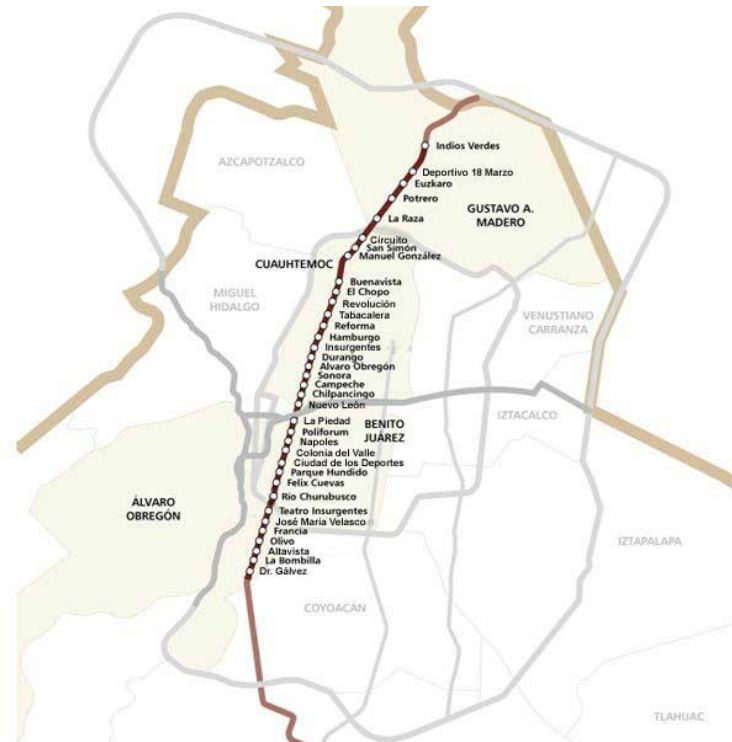 Indios Verdes
AZCAPOTZALCO
Deportivo 18 Marzo
Euzkaro
Potrero
GUSTAVO A.
MADERO
La Raza
Circuito
San Simón
Manuel González
CUAUHTEMOC
Buenavista
El Chopo
MIGUEL
HIDALGO
Revolución
Tabacalera
VENUSTIANO
CARRANZA
Reforma
Hamburgo
Insurgentes
Durango
Alvaro Obregón
Sonora
Campeche
Chilpancingo
Nuevo León
IZTACALCO
La Piedad
BENITO
JUÁREZ
Poliforum
Napoles
Colonia del Valle
Ciudad de los Deportes
Parque Hundido
Felix Cuevas
ÁLVARO
OBREGÓN
Río Churubusco
Teatro Insurgentes
José María Velasco
Francia
Olivo
IZTAPALAPA
Altavista
La Bombilla
Dr. Gálvez
COYOACÁN
TLAHUAC